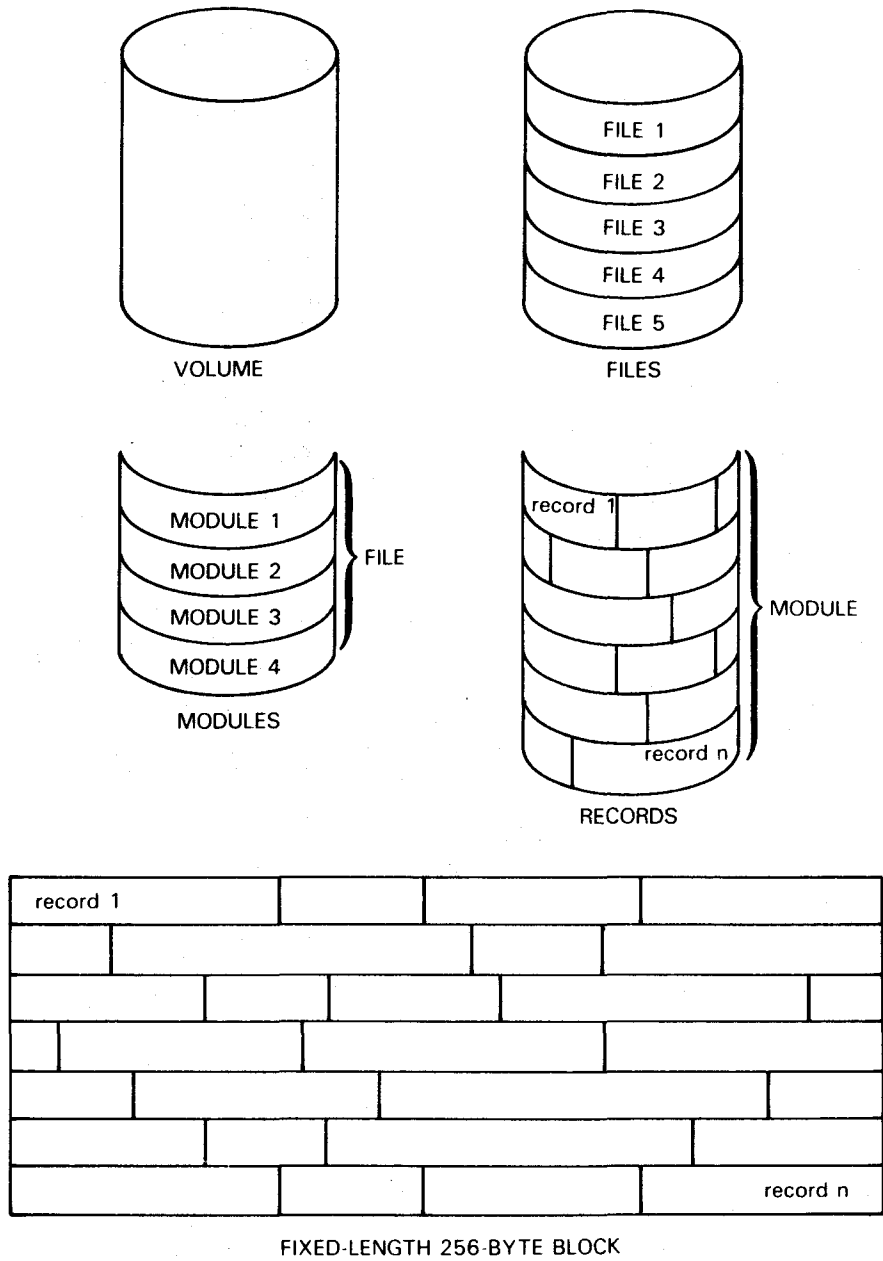 FILE 1
FILE 2
FILE 3
FILE 4
FILE 5
VOLUME
FILES
MODULE 1
MODULE 2
MODULE 3
MODULE 4
FILE
MODULES
record 1
MODULE
record n
RECORDS
record 1
record n
FIXED-LENGTH 256-BYTE BLOCK